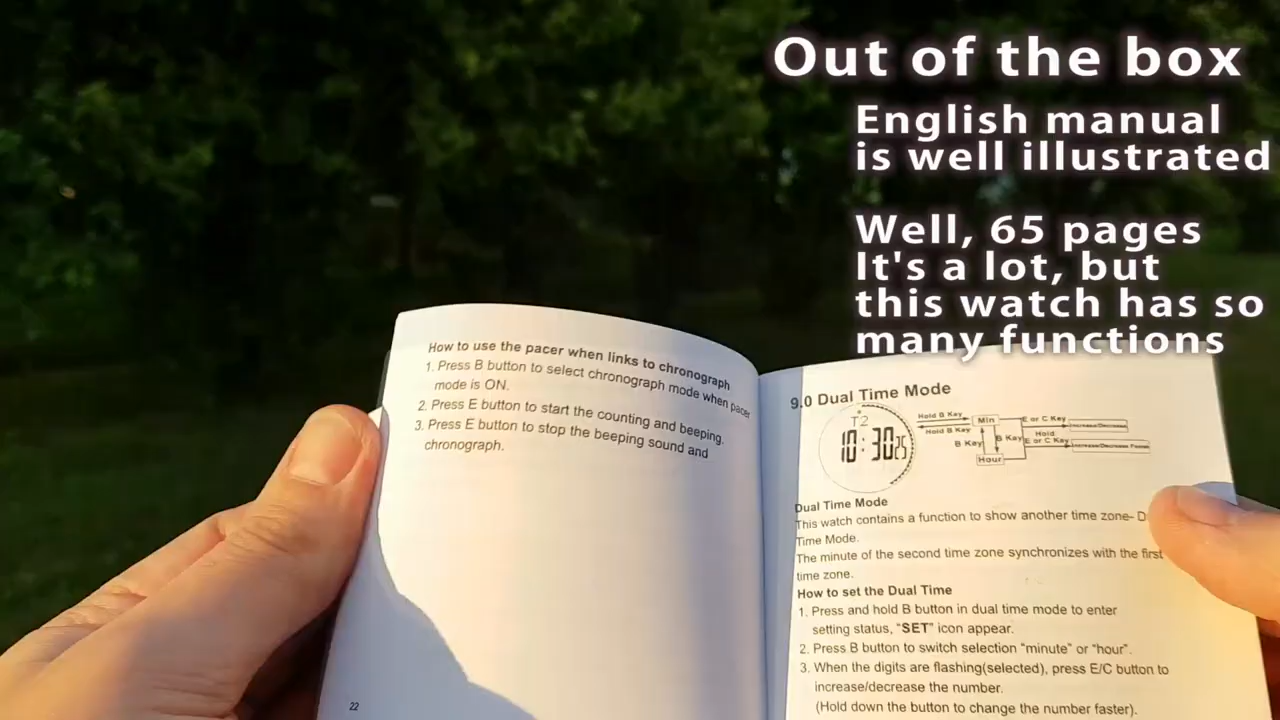 Out of the box
English manual
is well illustrated
Well, 65 pages
It's a lot, but
this watch has so
many functions
How to use the pacer when links to chronograph
1. Press B button to select chronograph mode when pacer
mode is ON.
2. Press E button to start the counting and beeping.
3. Press E button to stop the beeping sound and
chronograph.
22
9.0 Dual Time Mode
T2
10:30 25
Hold B Key
Hold B Key
Min
B Key
B Key
Hour
E or C Key
Hold
E or C Key
Increase/Decrease
Increase/Decrease
Dual Time Mode
This watch contains a function to show another time zone- D
Time Mode.
The minute of the second time zone synchronizes with the first
time zone.
How to set the Dual Time
1. Press and hold B button in dual time mode to enter
setting status, “SET” icon appear.
2. Press B button to switch selection “minute” or “hour”.
3. When the digits are flashing(selected), press E/C button to
increase/decrease the number.
(Hold down the button to change the number faster).